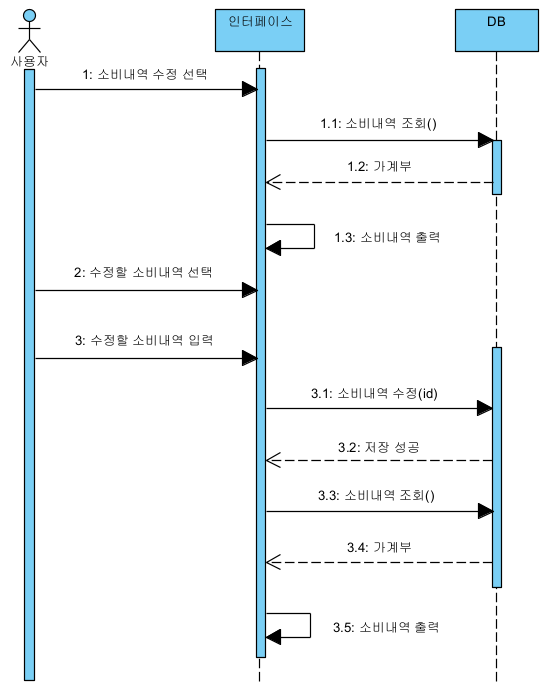 인터페이스
DB
사용자
1: 소비내역 수정 선택
1.1: 소비내역 조회()
1.2: 가계부
1.3: 소비내역 출력
2: 수정할 소비내역 선택
3: 수정할 소비내역 입력
3.1: 소비내역 수정(id)
3.2: 저장 성공
3.3: 소비내역 조회()
3.4: 가계부
3.5: 소비내역 출력